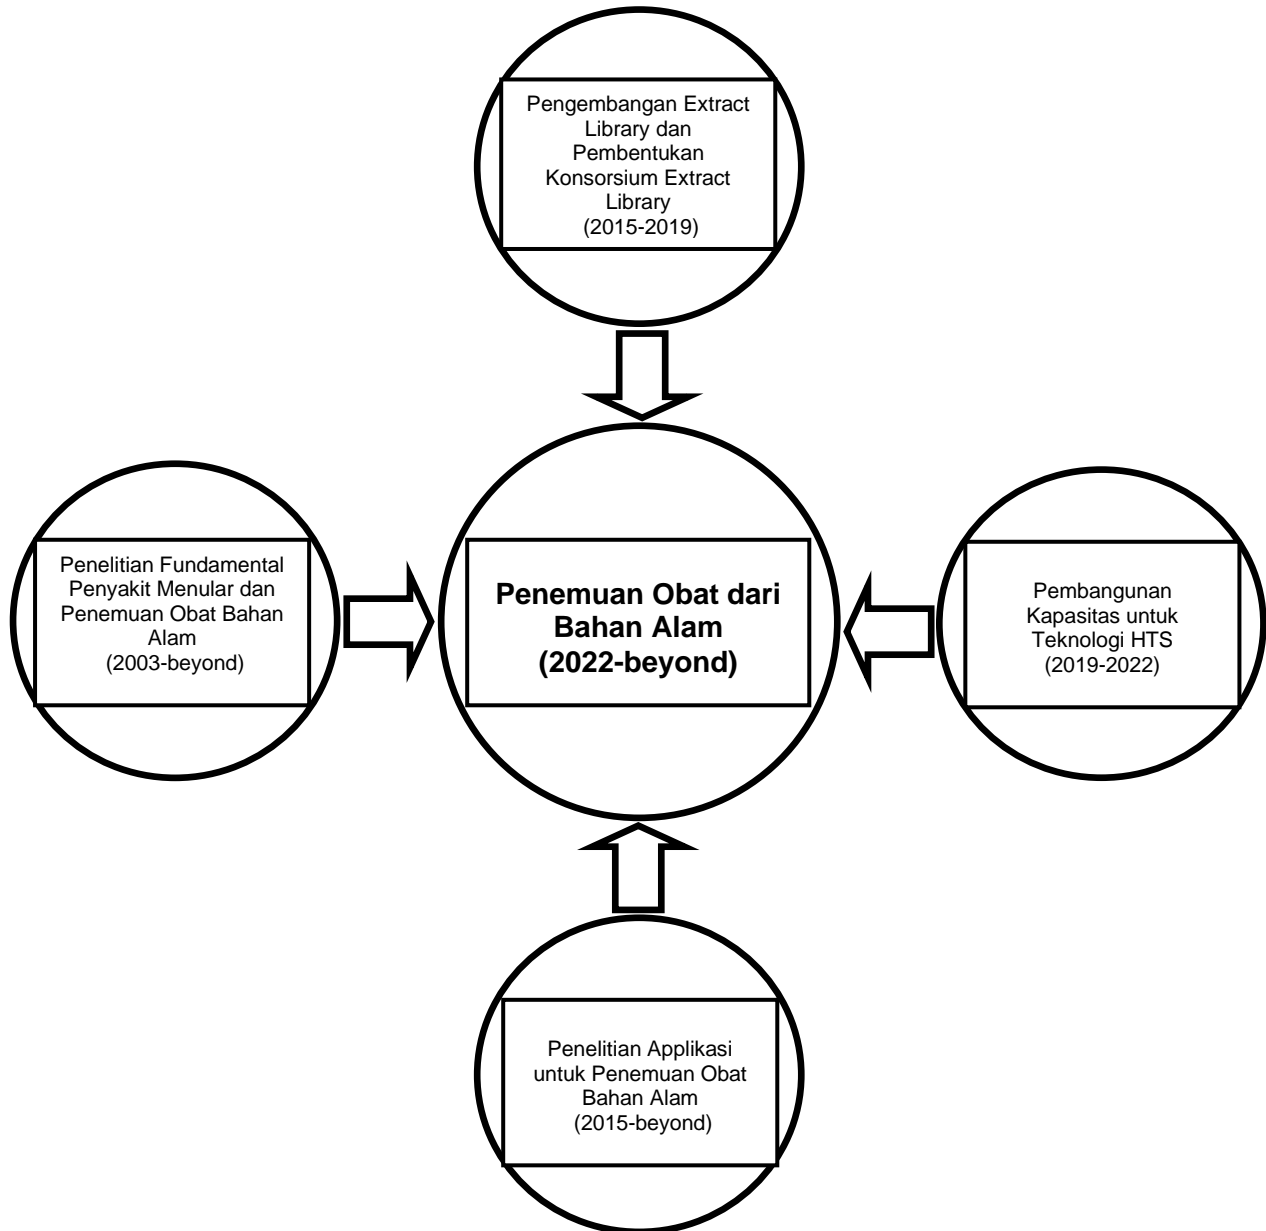 Pengembangan Extract
Library dan
Pembentukan
Konsorsium Extract
Library
(2015-2019)
Penelitian Fundamental
Penyakit Menular dan
Penemuan Obat Bahan
Alam
(2003-beyond)
Penemuan Obat dari
Bahan Alam
(2022-beyond)
Pembangunan
Kapasitas untuk
Teknologi HTS
(2019-2022)
Penelitian Applikasi
untuk Penemuan Obat
Bahan Alam
(2015-beyond)